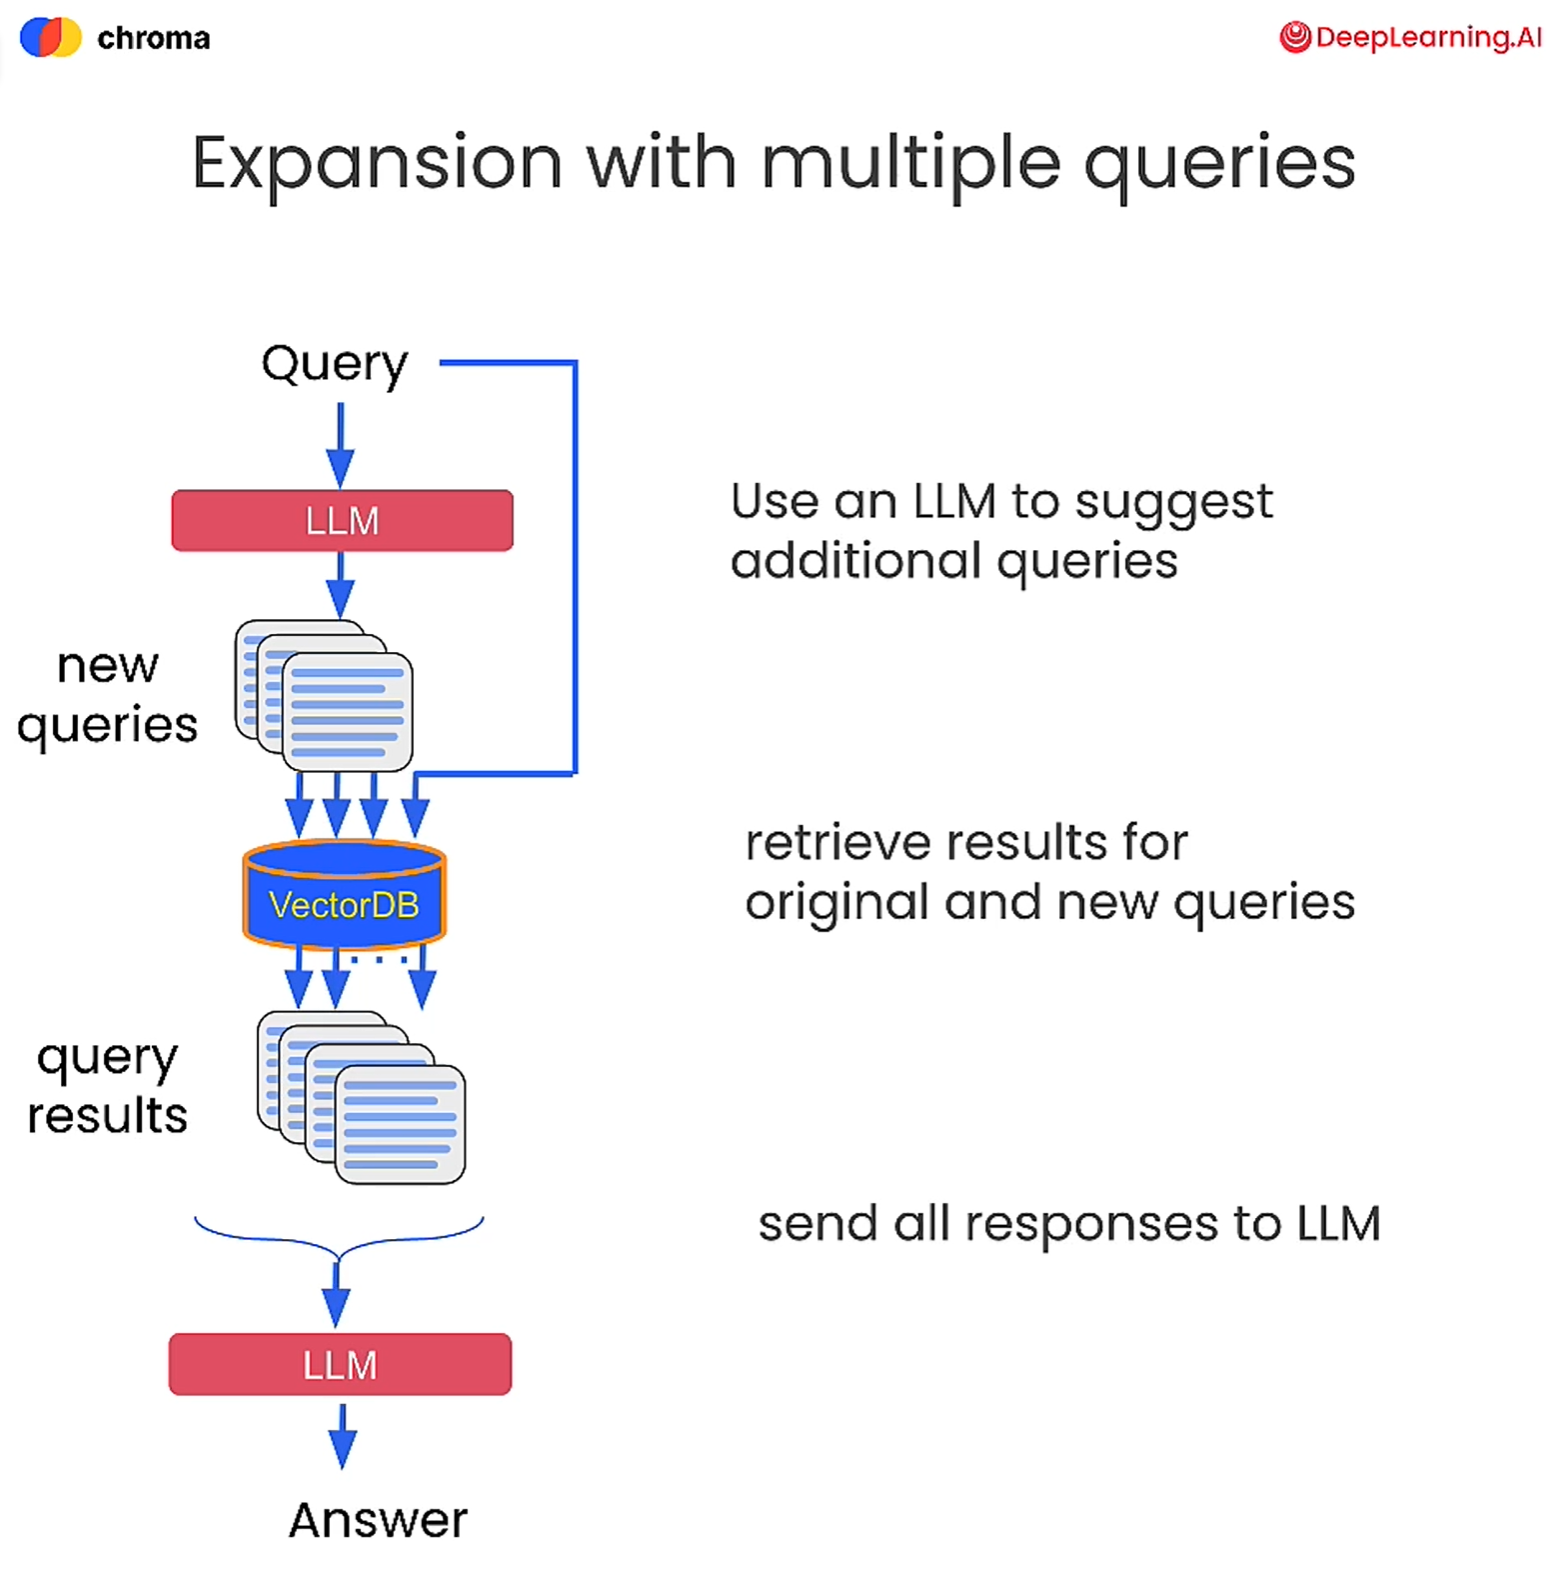 chroma
DeepLearning.AI
Expansion with multiple queries
Query
LLM
Use an LLM to suggest
additional queries
new
queries
VectorDB
retrieve results for
original and new queries
query
results
send all responses to LLM
LLM
Answer